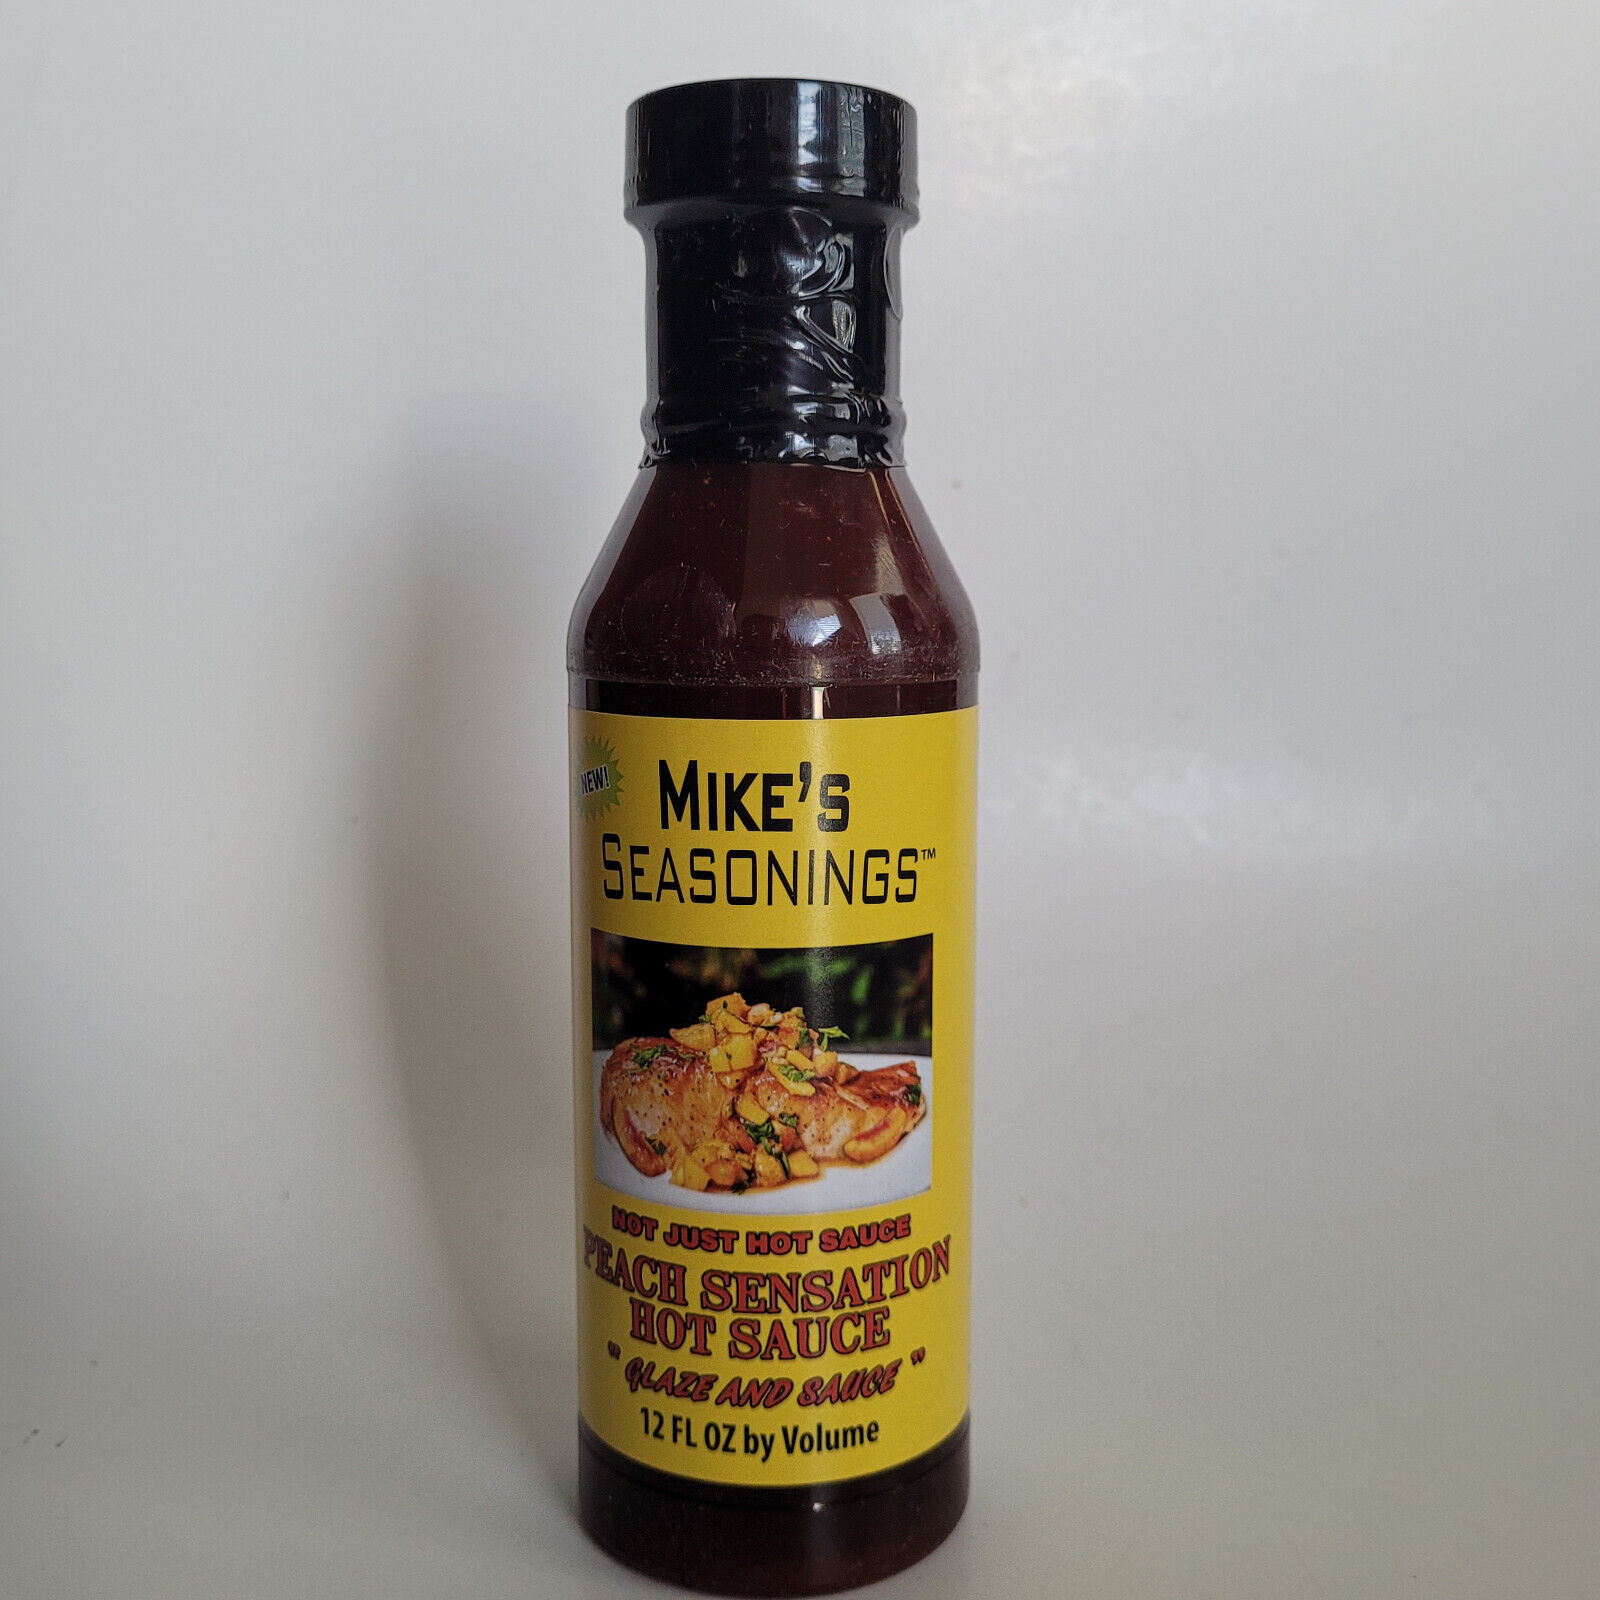 NEW!
MIKE'S
SEASONINGS™
NOT JUST HOT SAUCE
PEACH SENSATION
HOT SAUCE
" GLAZE AND SAUCE "
12 FL OZ by Volume